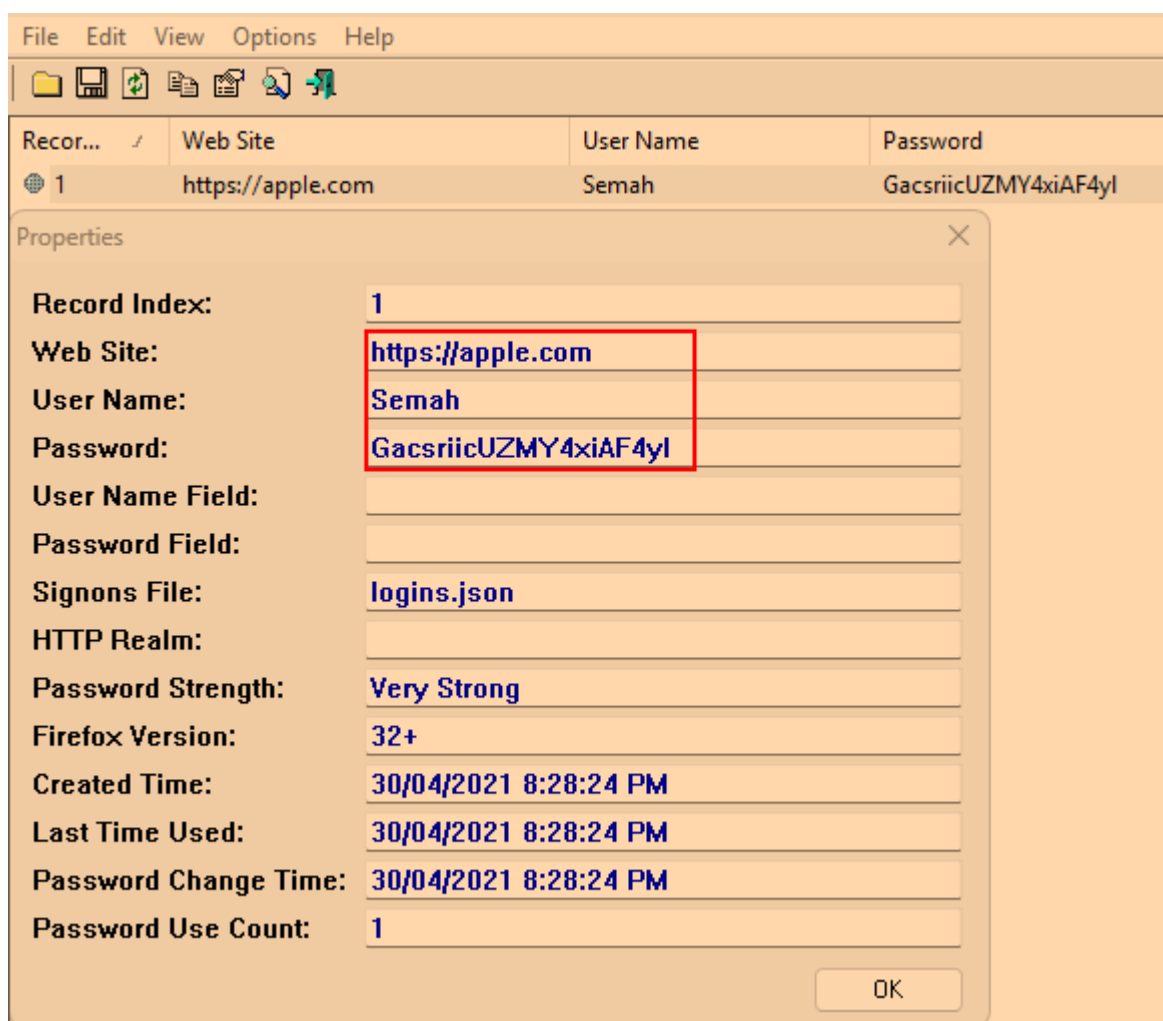 File Edit View Options Help
Recor... Web Site User Name Password
1 https://apple.com Semah GacsriicUZMY4xiAF4yI
Properties
Record Index: 1
Web Site: https://apple.com
User Name: Semah
Password: GacsriicUZMY4xiAF4yI
User Name Field:
Password Field:
Signons File: logins.json
HTTP Realm:
Password Strength: Very Strong
Firefox Version: 32+
Created Time: 30/04/2021 8:28:24 PM
Last Time Used: 30/04/2021 8:28:24 PM
Password Change Time: 30/04/2021 8:28:24 PM
Password Use Count: 1
OK